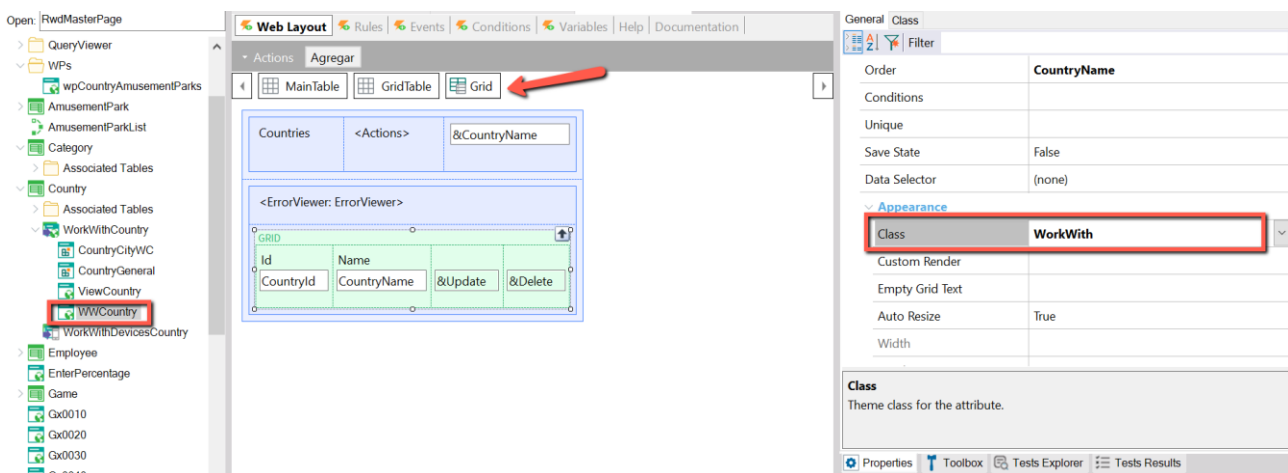 Open: RwdMasterPage
QueryViewer
WPs
wpCountryAmusementParks
AmusementPark
AmusementParkList
Category
Associated Tables
Country
Associated Tables
WorkWithCountry
CountryCityWC
CountryGeneral
ViewCountry
WWCountry
WorkWithDevicesCountry
Employee
EnterPercentage
Game
Gx0010
Gx0020
Gx0030
Web Layout Rules Events Conditions Variables Help Documentation
Actions Agregar
MainTable GridTable Grid
Countries <Actions> &CountryName
<ErrorViewer: ErrorViewer>
GRID
Id Name
CountryId CountryName &Update &Delete
General Class
Filter
Order CountryName
Conditions
Unique
Save State False
Data Selector (none)
Appearance
Class WorkWith
Custom Render
Empty Grid Text
Auto Resize True
Width
Class
Theme class for the attribute.
Properties Toolbox Tests Explorer Tests Results